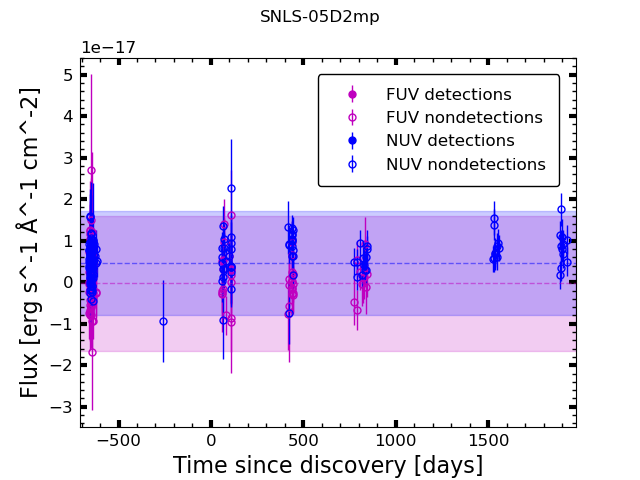 SNLS-05D2mp
1e−17
FUV detections
FUV nondetections
NUV detections
NUV nondetections
5
4
3
2
1
0
−1
−2
−3
−500
0
500
1000
1500
Flux [erg s^-1 Å^-1 cm^-2]
Time since discovery [days]